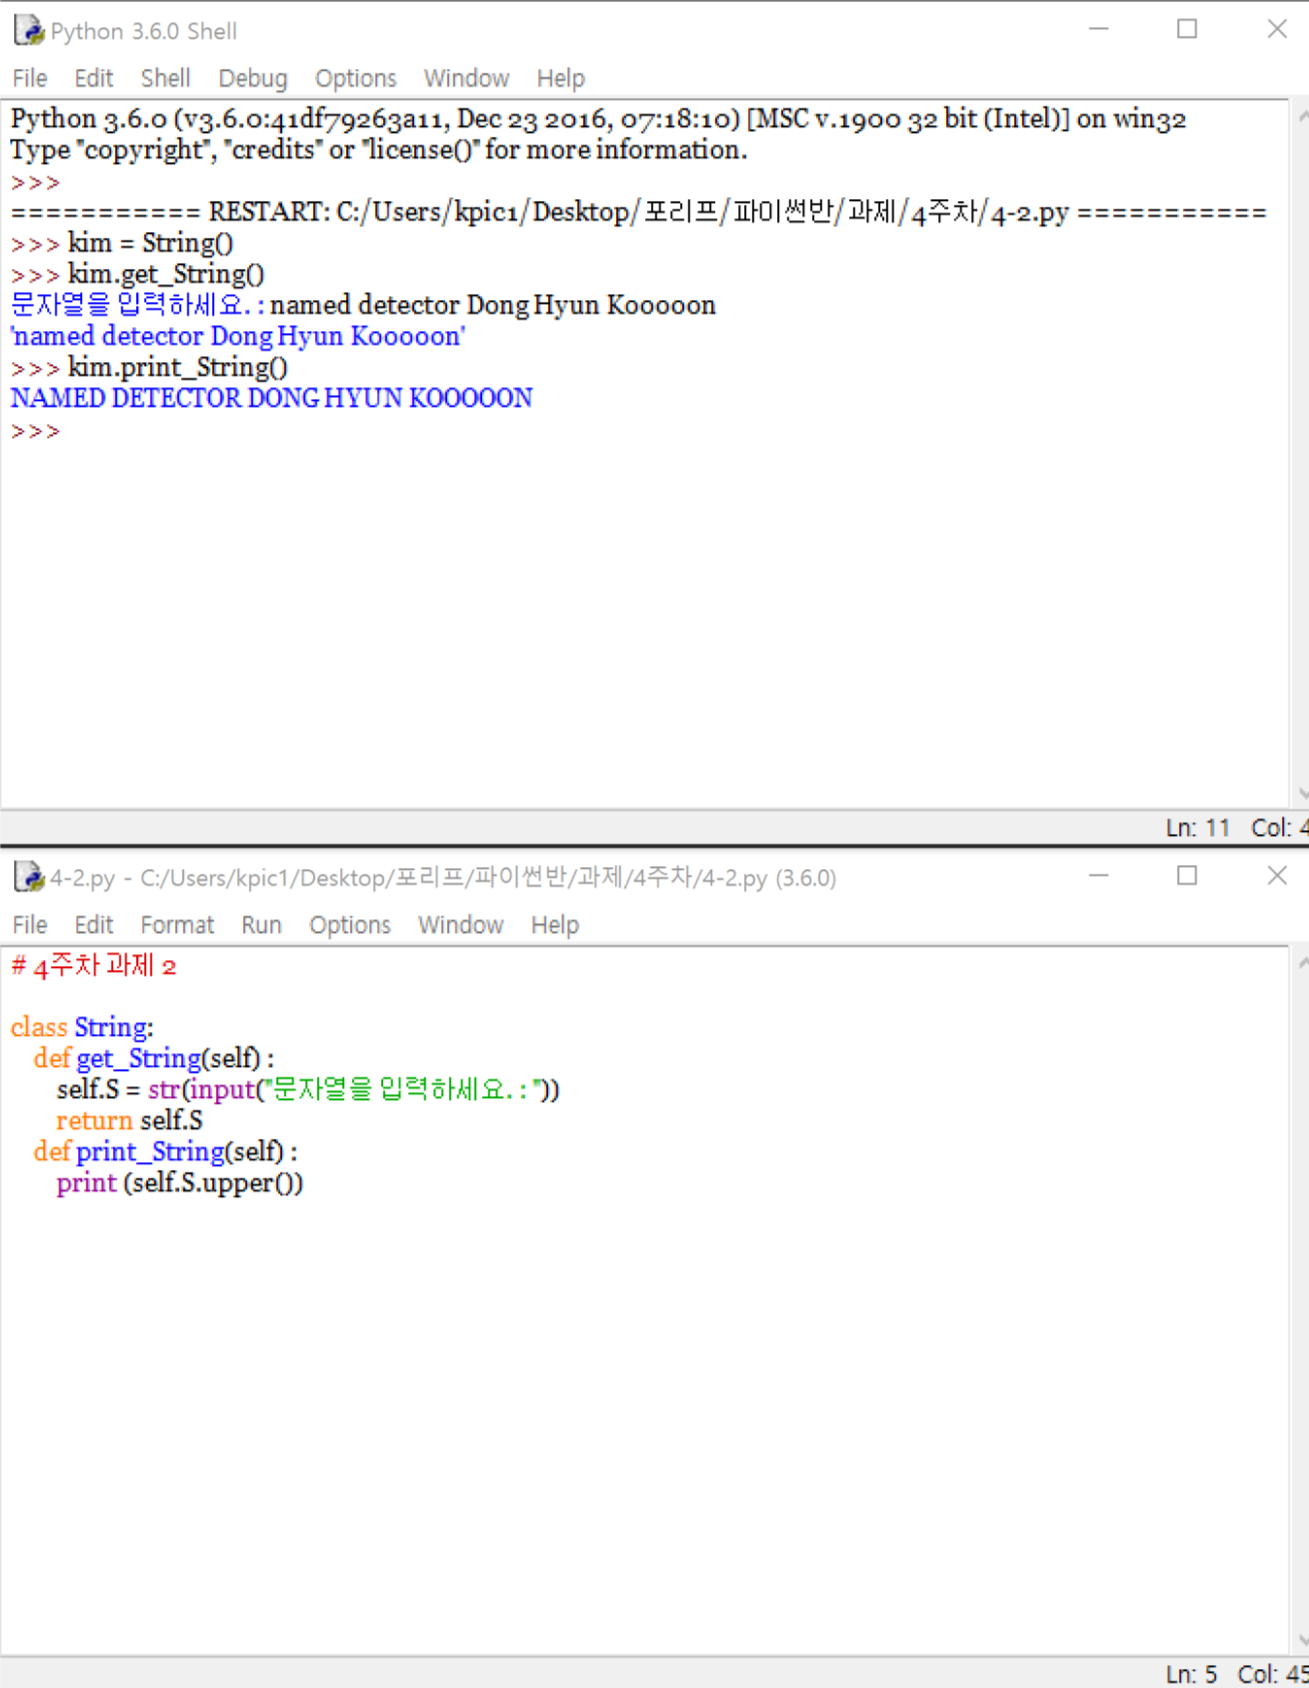 Python 3.6.0 Shell
File Edit Shell Debug Options Window Help
Python 3.6.0 (v3.6.0:41df79263a11, Dec 23 2016, 07:18:10) [MSC v.1900 32 bit (Intel)] on win32
Type "copyright", "credits" or "license()" for more information.
>>>
=========== RESTART: C:/Users/kpic1/Desktop/포리프/파이썬반/과제/4주차/4-2.py ===========
>>> kim = String()
>>> kim.get_String()
문자열을 입력하세요. : named detector Dong Hyun Kooooon
'named detector Dong Hyun Kooooon'
>>> kim.print_String()
NAMED DETECTOR DONG HYUN KOOOOON
>>>
Ln: 11 Col: 4
4-2.py - C:/Users/kpic1/Desktop/포리프/파이썬반/과제/4주차/4-2.py (3.6.0)
File Edit Format Run Options Window Help
# 4주차 과제 2
class String:
def get_String(self) :
self.S = str(input("문자열을 입력하세요. : "))
return self.S
def print_String(self) :
print (self.S.upper())
Ln: 5 Col: 45